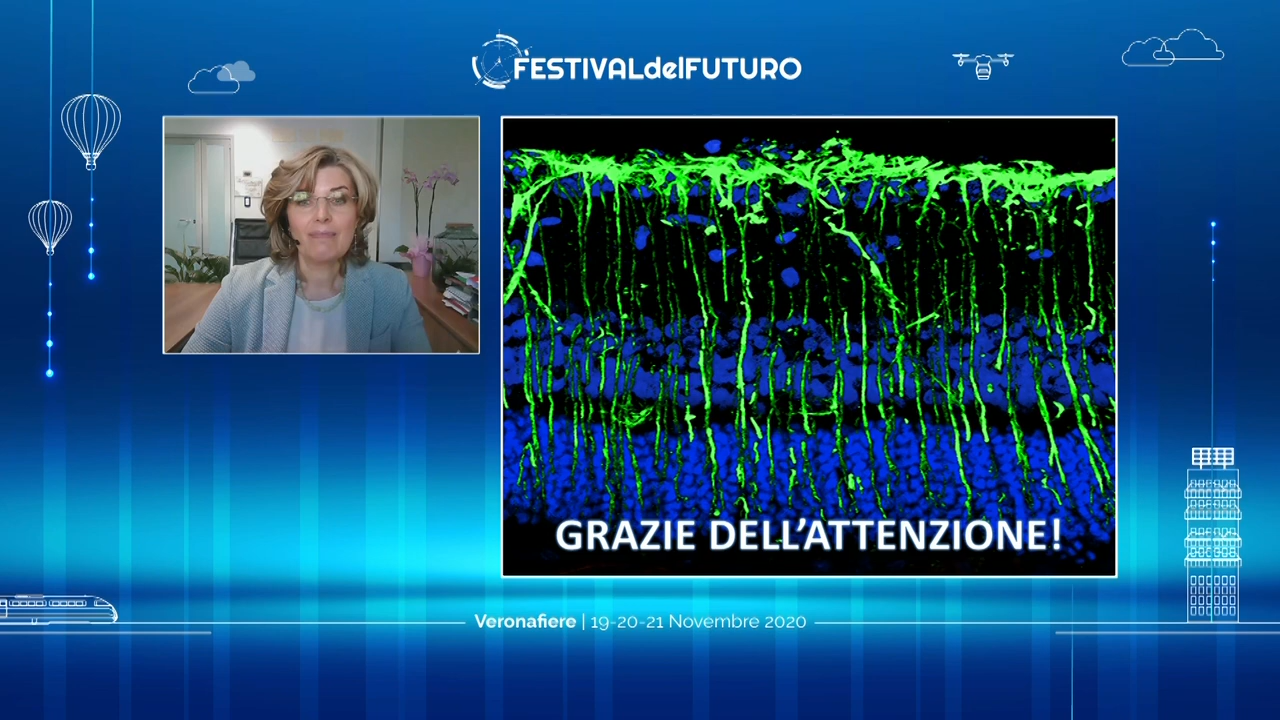 FESTIVALdelFUTURO
GRAZIE DELL'ATTENZIONE!
Veronafiere | 19-20-21 Novembre 2020